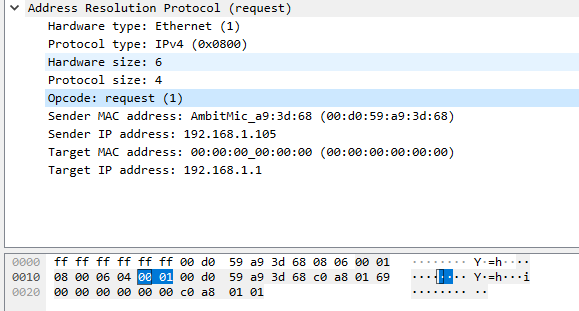 Address Resolution Protocol (request)
Hardware type: Ethernet (1)
Protocol type: IPv4 (0x0800)
Hardware size: 6
Protocol size: 4
Opcode: request (1)
Sender MAC address: AmbitMic_a9:3d:68 (00:d0:59:a9:3d:68)
Sender IP address: 192.168.1.105
Target MAC address: 00:00:00_00:00:00 (00:00:00:00:00:00)
Target IP address: 192.168.1.1
0000 ff ff ff ff ff ff 00 d0 59 a9 3d 68 08 06 00 01 ········ Y·=h····
0010 08 00 06 04 00 01 00 d0 59 a9 3d 68 c0 a8 01 69 ········ Y·=h···i
0020 00 00 00 00 00 00 c0 a8 01 01 ········ ··